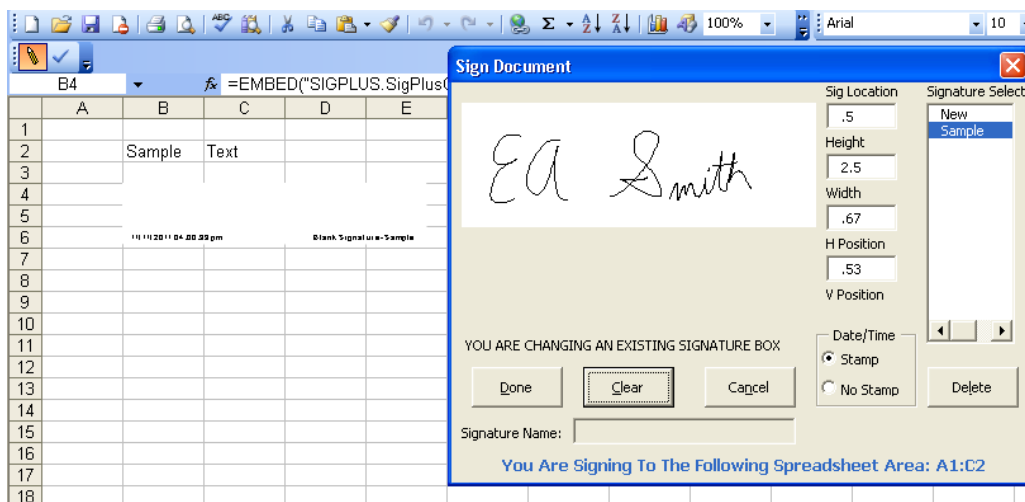 100%
Arial
10
B4
fx =EMBED("SIGPLUS.SigPlus
A B C D E
1
2 Sample Text
3
4
5
6 Blank Signature-Sample
7
8
9
10
11
12
13
14
15
16
17
18
Sign Document
EA Smith
Sig Location
.5
Height
2.5
Width
.67
H Position
.53
V Position
Signature Select
New
Sample
YOU ARE CHANGING AN EXISTING SIGNATURE BOX
Date/Time
Stamp
No Stamp
Done Clear Cancel Delete
Signature Name:
You Are Signing To The Following Spreadsheet Area: A1:C2